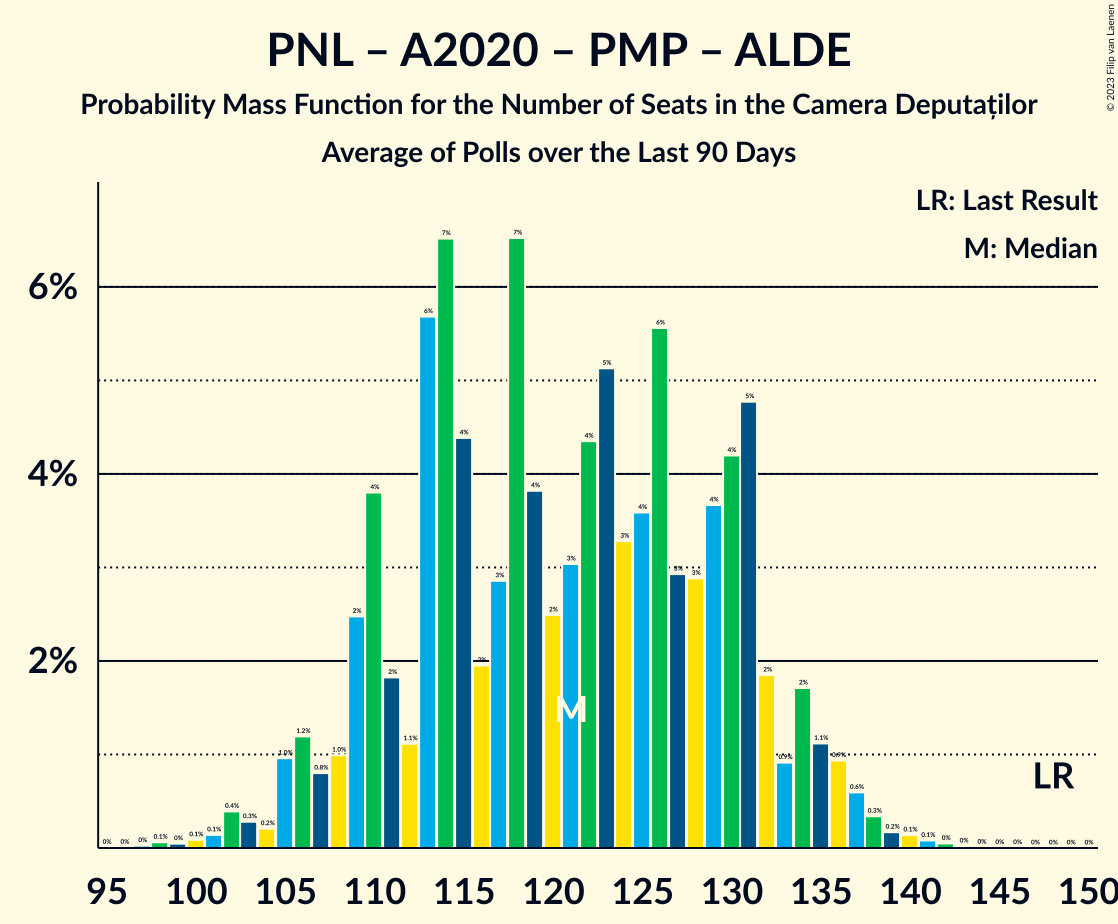 PNL – A2020 – PMP – ALDE
Probability Mass Function for the Number of Seats in the Camera Deputaților
Average of Polls over the Last 90 Days
© 2023 Filip van Laenen
LR: Last Result
M: Median
6%
4%
2%
0% 0% 0% 0.1% 0% 0.1% 0.1% 0.4% 0.3% 0.2% 1.0% 1.2% 0.8% 1.0% 2% 4% 2% 1.1% 6% 7% 4% 2% 3% 7% 4% 2% 3% 4% 5% 3% 4% 6% 3% 3% 4% 4% 5% 2% 0.9% 2% 1.1% 0.9% 0.6% 0.3% 0.2% 0.1% 0.1% 0% 0% 0% 0% 0% 0% 0% 0% 0%
M
LR
95 100 105 110 115 120 125 130 135 140 145 150